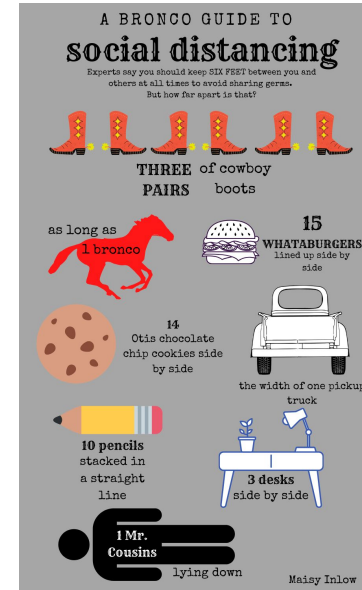 A BRONCO GUIDE TO
social distancing
Experts say you should keep SIX FEET between you and
others at all times to avoid sharing germs.
But how far apart is that?
THREE of cowboy
PAIRS boots
as long as
1 bronco
15
WHATABURGERS
lined up side by
side
14
Otis chocolate
chip cookies side
by side
the width of one pickup
truck
10 pencils
stacked in
a straight
line
3 desks
side by side
1 Mr.
Cousins
lying down
Maisy Inlow